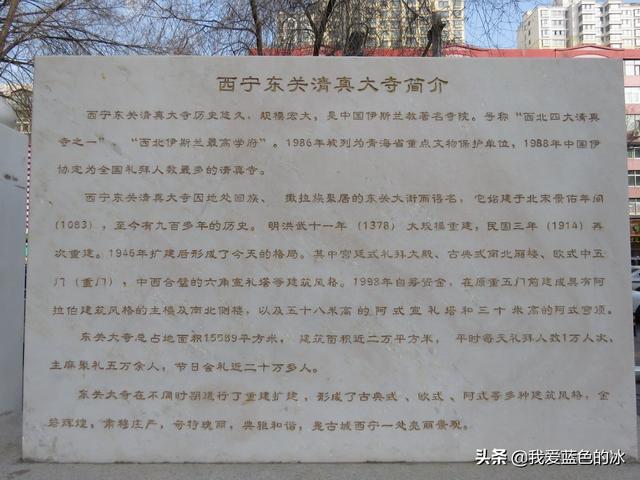 西宁东关清真大寺简介
西宁东关清真大寺历史悠久，规模宏大，是中国伊斯兰教著名寺院。号称“西北四大清真
寺之一”、“西北伊斯兰最高学府”。1986年被列为青海省重点文物保护单位，1988年中国伊
协定为全国礼拜人数最多的清真寺。
西宁东关清真大寺因地处回族、撒拉族聚居的东关大街而得名，它始建于北宋景佑年间
（1083），至今有九百多年的历史。明洪武十一年（1378）大规模重建，民国三年（1914）再
次重建。1946年扩建后形成了今天的格局。其中宫廷式礼拜大殿、古典式南北厢楼、欧式中五
门（重门），中西合壁的六角宣礼塔等建筑风格。1998年自筹资金，在原重五门前建成具有阿
拉伯建筑风格的主楼及南北侧楼，以及五十八米高的阿式宣礼塔和三十米高的阿式穹顶。
东关大寺总占地面积15589平方米，建筑面积近二万平方米，平时每天礼拜人数1万人次，
主麻聚礼五万余人，节日会礼近二十万多人。
东关大寺在不同时期进行了重建扩建，形成了古典式、欧式、阿式等多种建筑风格，金
碧辉煌，肃穆庄严，奇特瑰丽，典雅和谐，是古城西宁一处亮丽景观。
头条 @我爱蓝色的冰